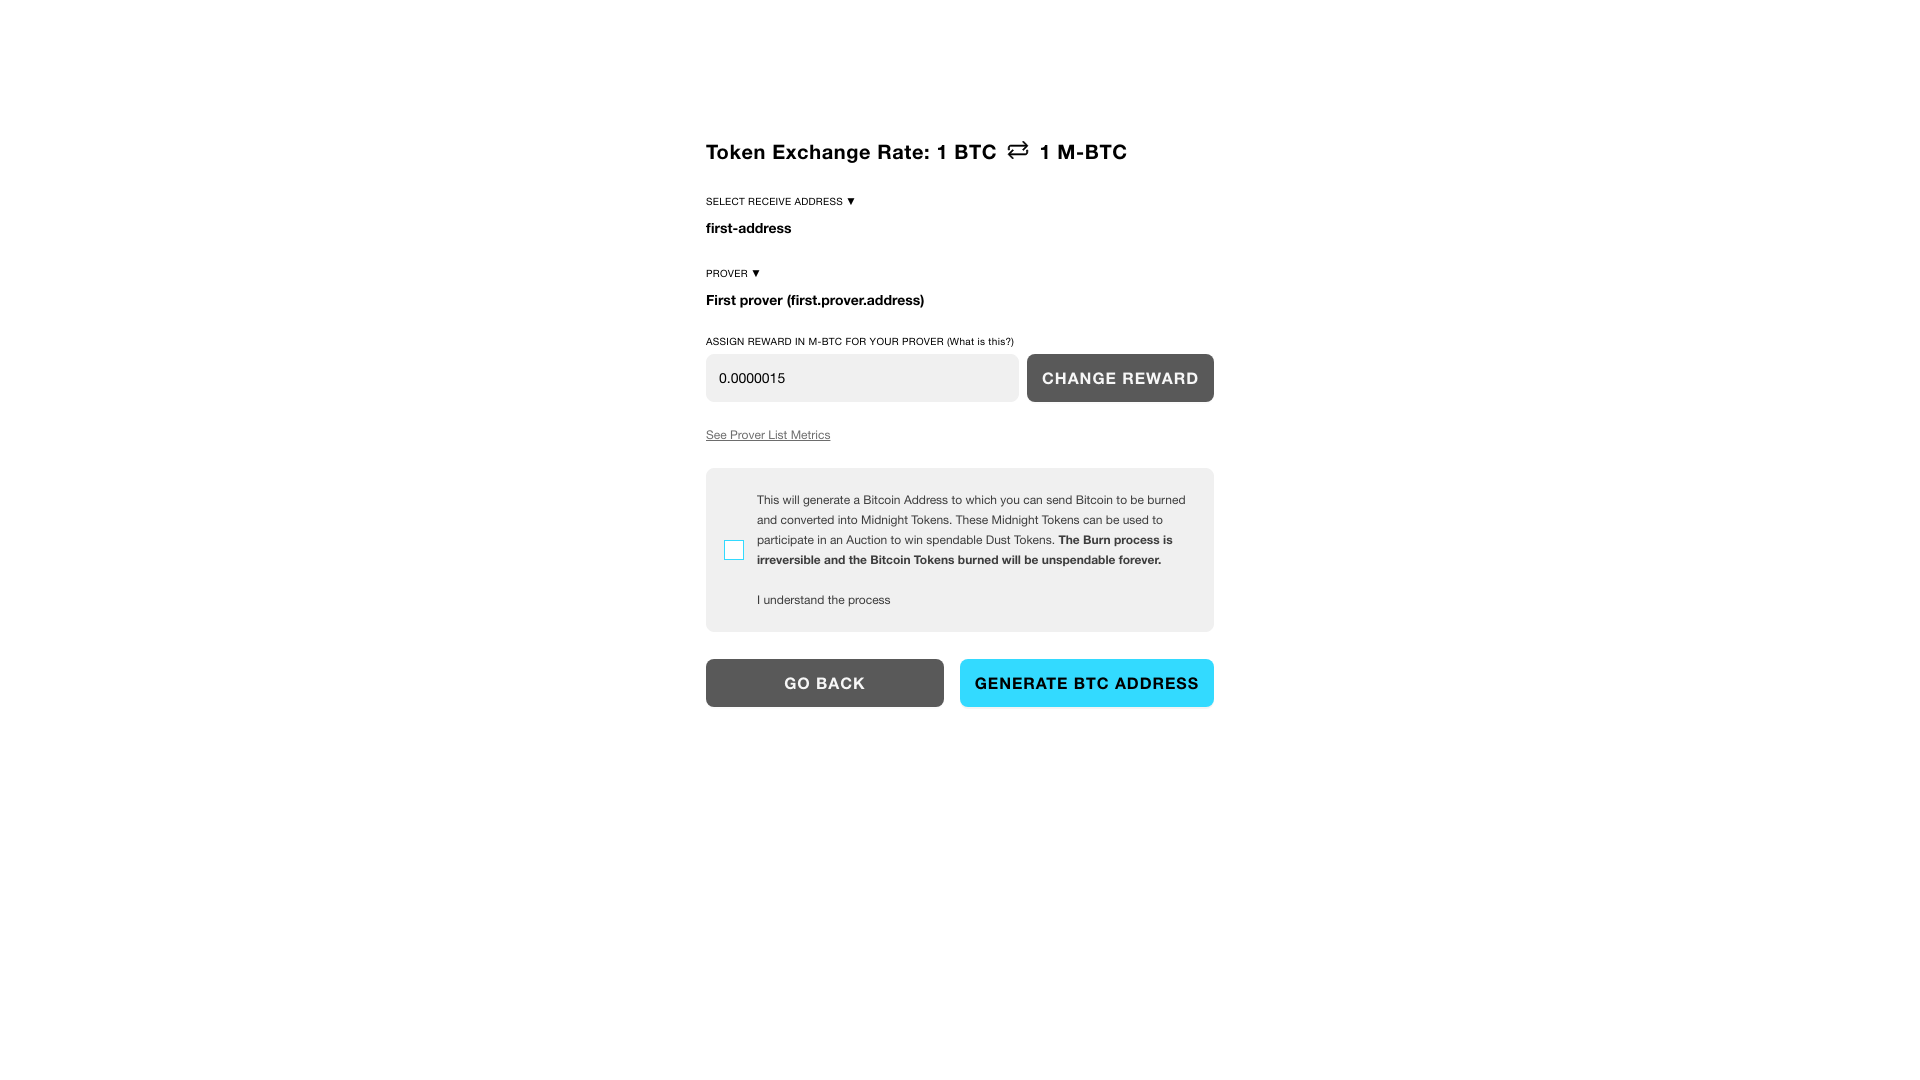 Token Exchange Rate: 1 BTC ⇄ 1 M-BTC
SELECT RECEIVE ADDRESS ▼
first-address
PROVER ▼
First prover (first.prover.address)
ASSIGN REWARD IN M-BTC FOR YOUR PROVER (What is this?)
0.0000015
CHANGE REWARD
See Prover List Metrics
This will generate a Bitcoin Address to which you can send Bitcoin to be burned
and converted into Midnight Tokens. These Midnight Tokens can be used to
participate in an Auction to win spendable Dust Tokens. The Burn process is
irreversible and the Bitcoin Tokens burned will be unspendable forever.
I understand the process
GO BACK
GENERATE BTC ADDRESS